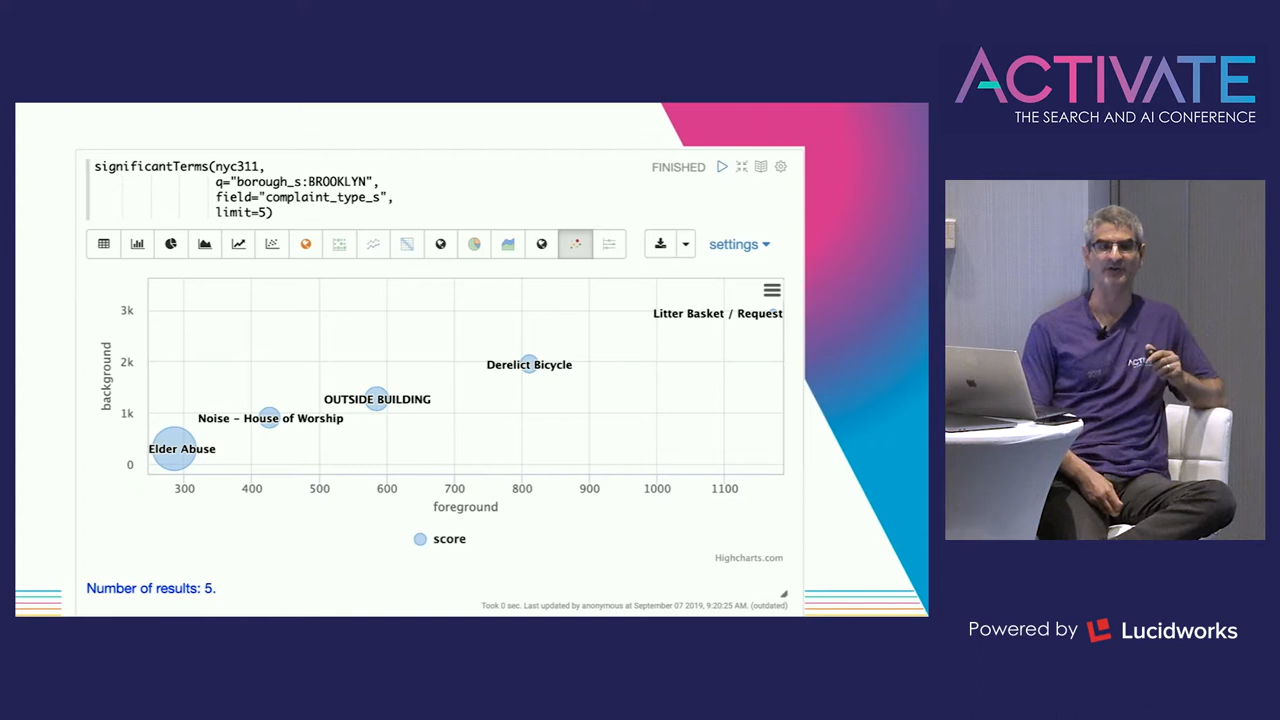 ACTIVATE
THE SEARCH AND AI CONFERENCE
significantTerms(nyc311,
q="borough_s:BROOKLYN",
field="complaint_type_s",
limit=5)
FINISHED
settings
background
3k
2k
1k
0
Litter Basket / Request
Derelict Bicycle
OUTSIDE BUILDING
Noise - House of Worship
Elder Abuse
300 400 500 600 700 800 900 1000 1100
foreground
score
Highcharts.com
Number of results: 5.
Took 0 sec. Last updated by anonymous at September 07 2019, 9:20:25 AM. (outdated)
Powered by Lucidworks